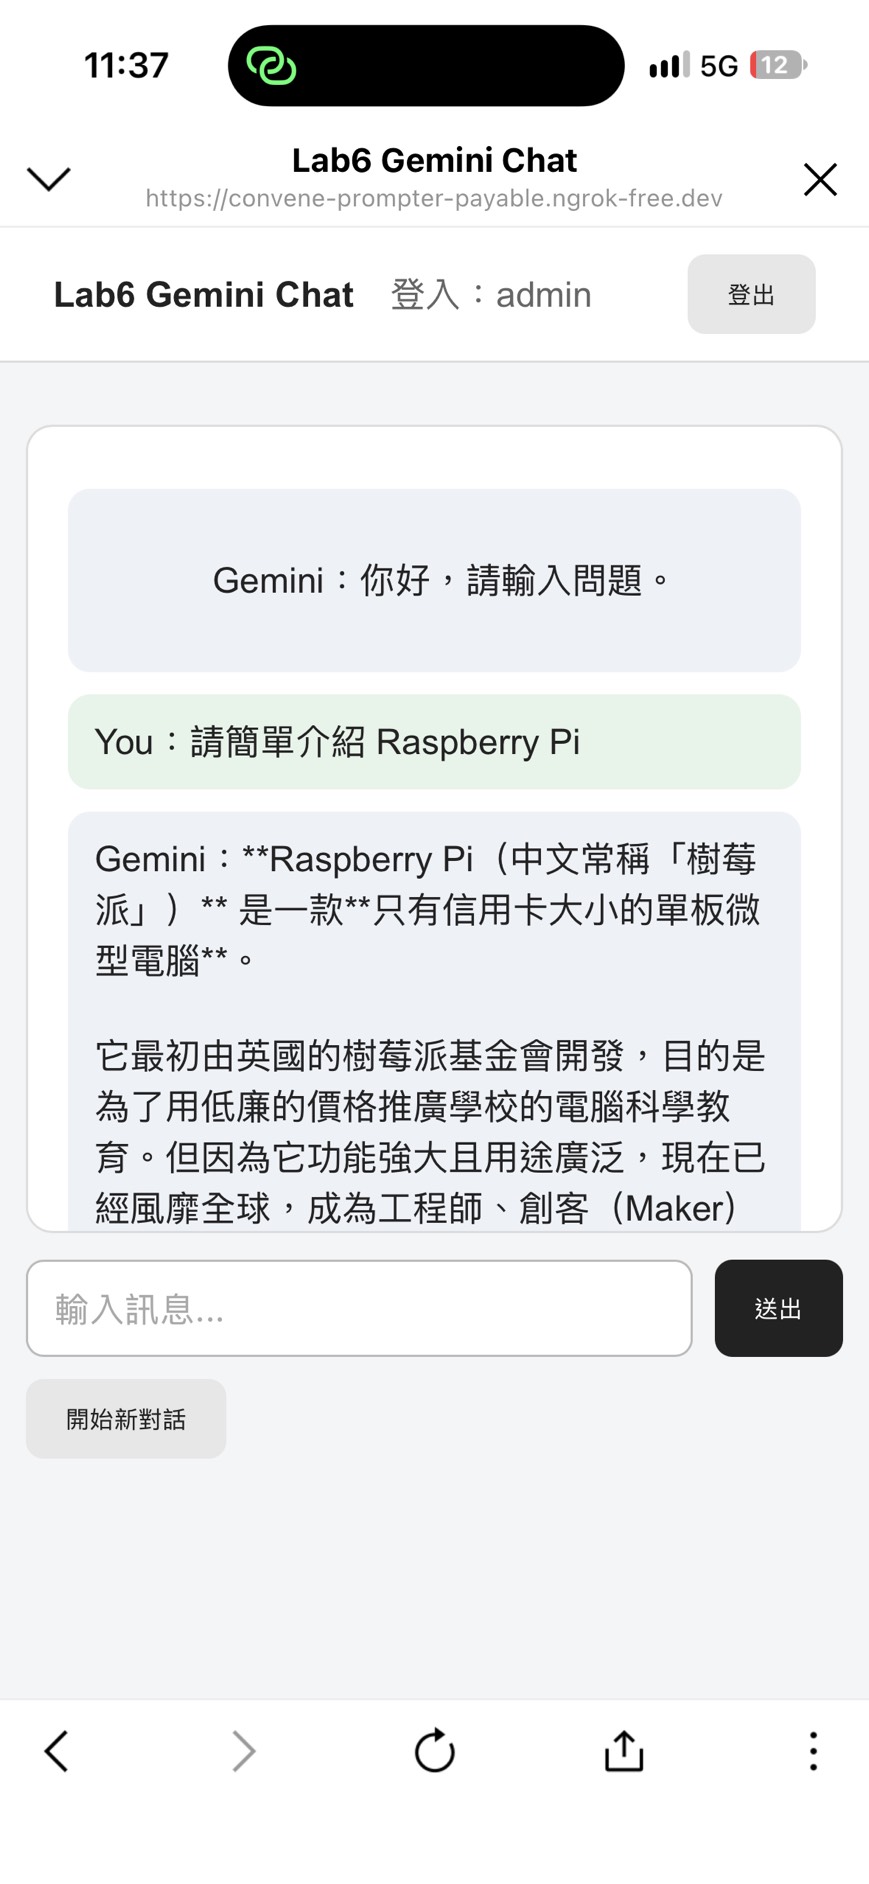 11:37
5G
12
Lab6 Gemini Chat
https://convene-prompter-payable.ngrok-free.dev
Lab6 Gemini Chat 登入：admin 登出
Gemini：你好，請輸入問題。
You：請簡單介紹 Raspberry Pi
Gemini：**Raspberry Pi（中文常稱「樹莓
派」）** 是一款**只有信用卡大小的單板微
型電腦**。
它最初由英國的樹莓派基金會開發，目的是
為了用低廉的價格推廣學校的電腦科學教
育。但因為它功能強大且用途廣泛，現在已
經風靡全球，成為工程師、創客（Maker）
輸入訊息... 送出
開始新對話